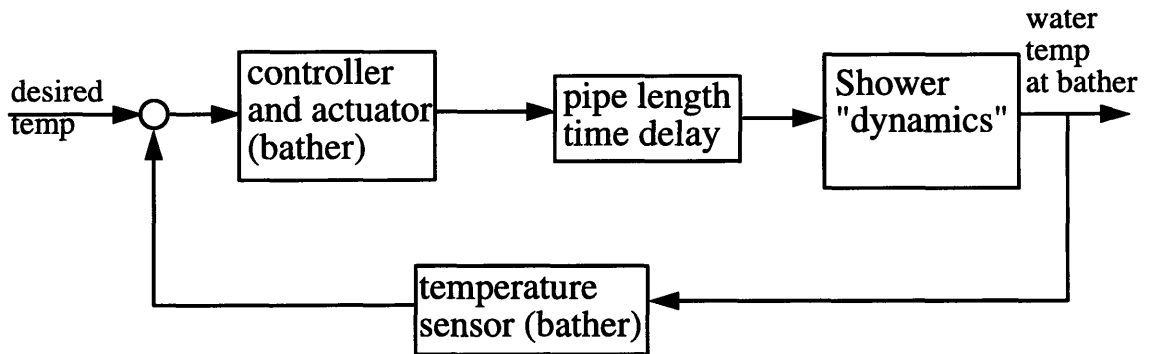 desired
temp
controller
and actuator
(bather)
pipe length
time delay
Shower
"dynamics"
water
temp
at bather
temperature
sensor (bather)